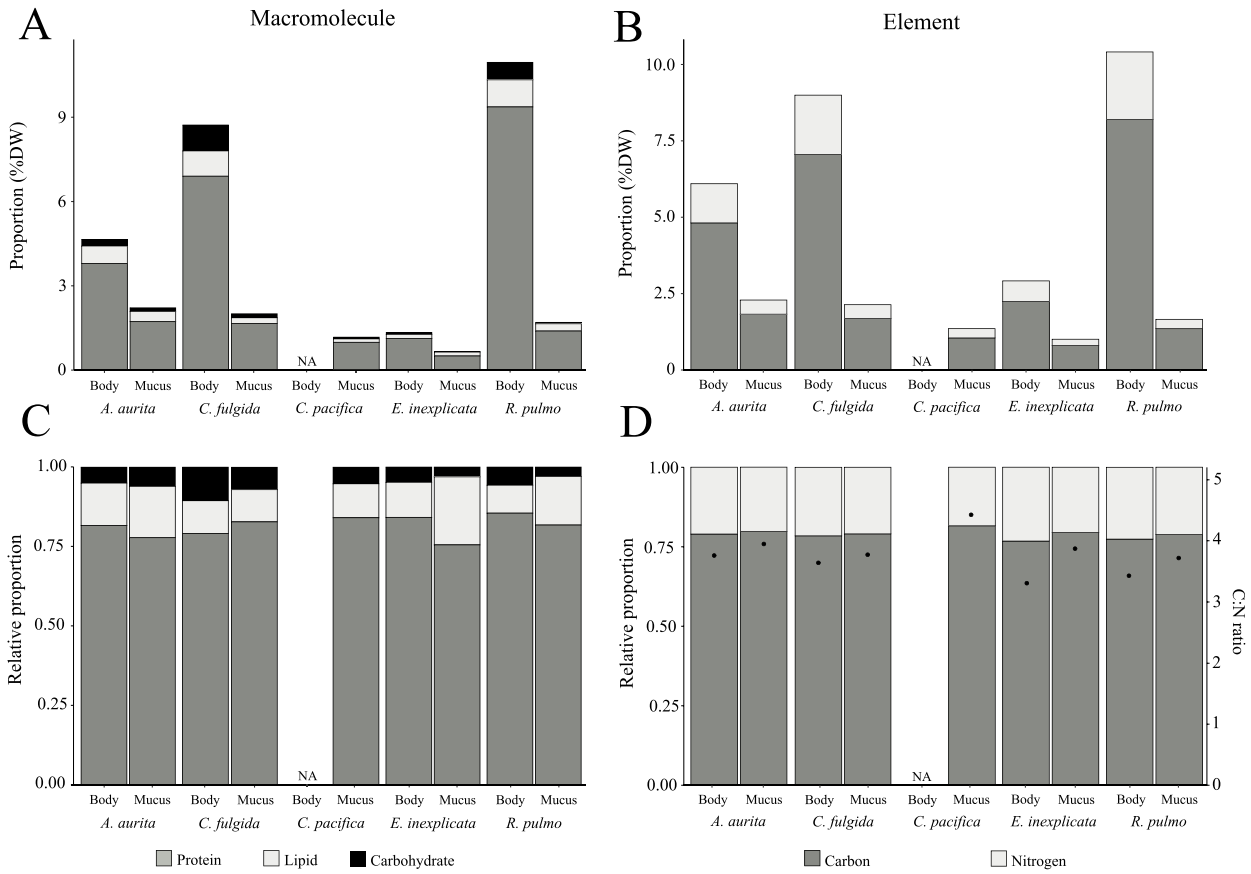 A
Macromolecule
Proportion (%DW)
9
6
3
0
NA
Body Mucus Body Mucus Body Mucus Body Mucus Body Mucus
A. aurita C. fulgida C. pacifica E. inexplicata R. pulmo
B
Element
Proportion (%DW)
10.0
7.5
5.0
2.5
0
NA
Body Mucus Body Mucus Body Mucus Body Mucus Body Mucus
A. aurita C. fulgida C. pacifica E. inexplicata R. pulmo
C
Relative proportion
1.00
0.75
0.50
0.25
0.00
NA
Body Mucus Body Mucus Body Mucus Body Mucus Body Mucus
A. aurita C. fulgida C. pacifica E. inexplicata R. pulmo
Protein Lipid Carbohydrate
D
Relative proportion
1.00
0.75
0.50
0.25
0.00
NA
5
4
3
2
1
0
C:N ratio
Body Mucus Body Mucus Body Mucus Body Mucus Body Mucus
A. aurita C. fulgida C. pacifica E. inexplicata R. pulmo
Carbon Nitrogen